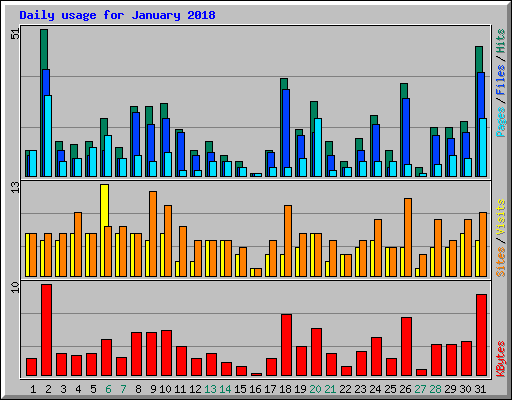 Daily usage for January 2018
51
Pages / Files / Hits
13
Sites / Visits
10
KBytes
1 2 3 4 5 6 7 8 9 10 11 12 13 14 15 16 17 18 19 20 21 22 23 24 25 26 27 28 29 30 31